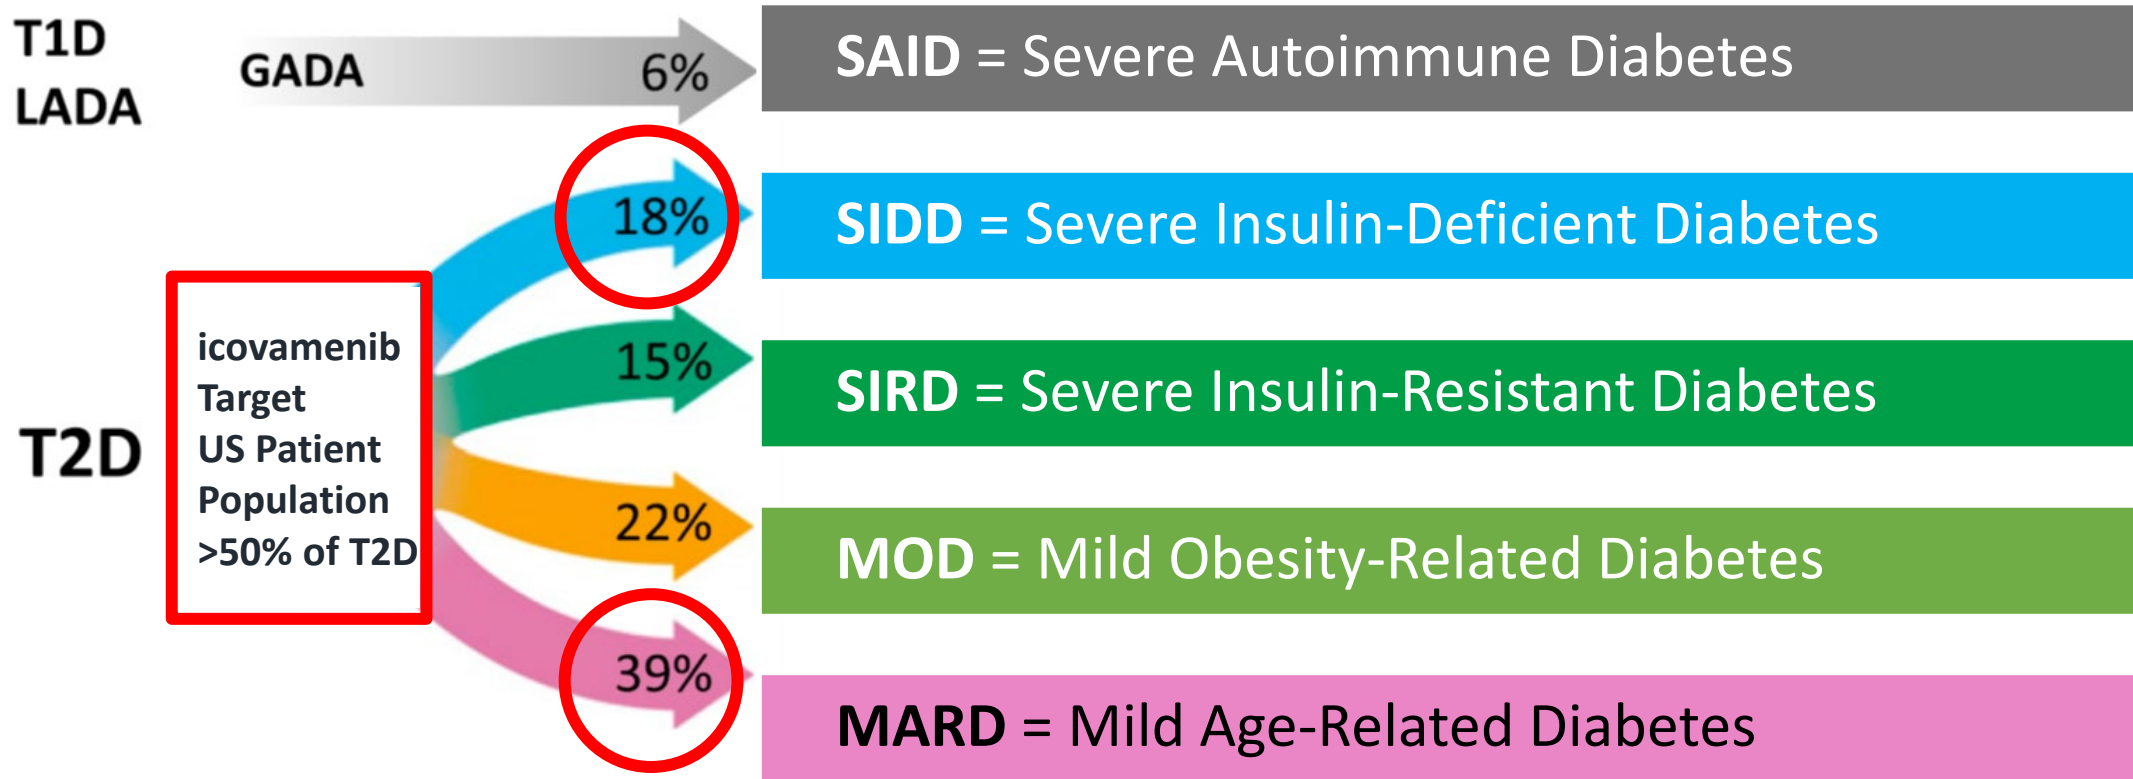 T1D
LADA
GADA
6%
SAID = Severe Autoimmune Diabetes
18%
SIDD = Severe Insulin-Deficient Diabetes
T2D
icovamenib
Target
US Patient
Population
>50% of T2D
15%
SIRD = Severe Insulin-Resistant Diabetes
22%
MOD = Mild Obesity-Related Diabetes
39%
MARD = Mild Age-Related Diabetes